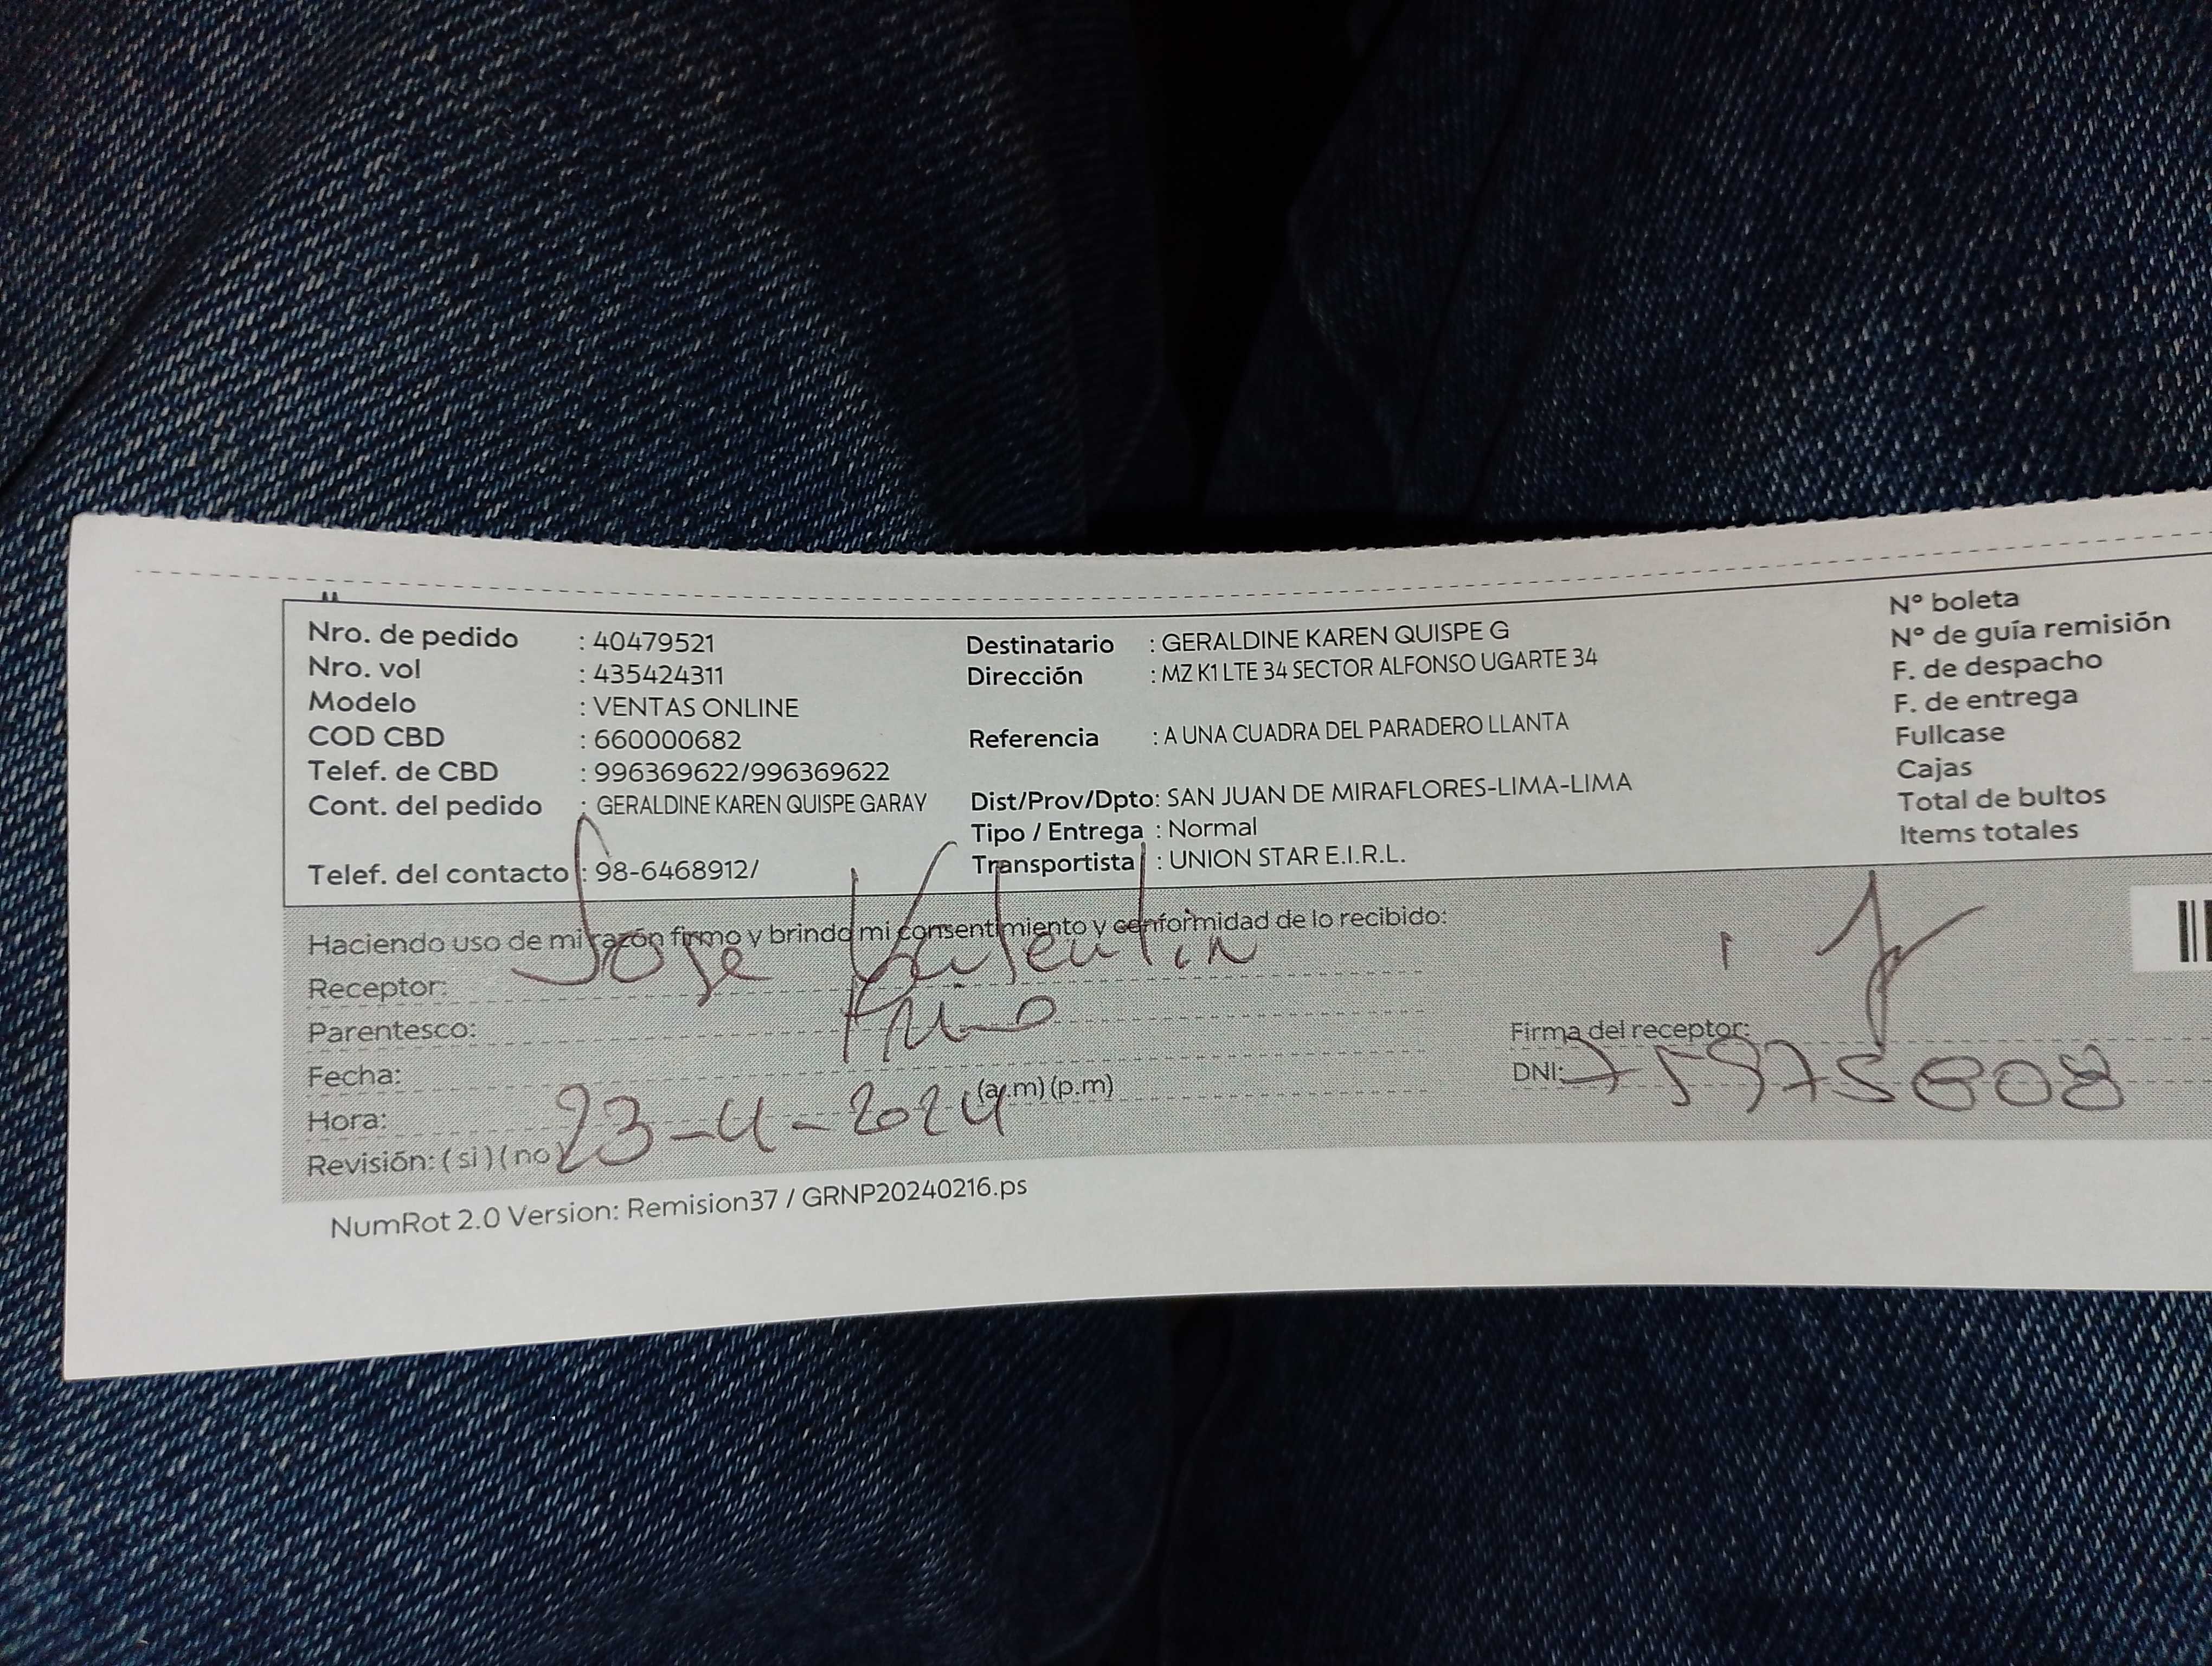 Nro. de pedido : 40479521
Nro. vol : 435424311
Modelo : VENTAS ONLINE
COD CBD : 660000682
Telef. de CBD : 996369622/996369622
Cont. del pedido : GERALDINE KAREN QUISPE GARAY
Telef. del contacto : 98-6468912/
Destinatario : GERALDINE KAREN QUISPE G
Dirección : MZ K1 LTE 34 SECTOR ALFONSO UGARTE 34
Referencia : A UNA CUADRA DEL PARADERO LLANTA
Dist/Prov/Dpto: SAN JUAN DE MIRAFLORES-LIMA-LIMA
Tipo / Entrega : Normal
Transportista : UNION STAR E.I.R.L.
N° boleta
N° de guía remisión
F. de despacho
F. de entrega
Fullcase
Cajas
Total de bultos
Items totales
Haciendo uso de mi razón firmo y brindo mi consentimiento y conformidad de lo recibido:
Receptor: Jose Valentin
Parentesco:
Fecha:
Hora: (a.m) (p.m)
23-4-2024
Revisión: ( si ) ( no )
Firma del receptor:
DNI:
NumRot 2.0 Version: Remision37 / GRNP20240216.ps